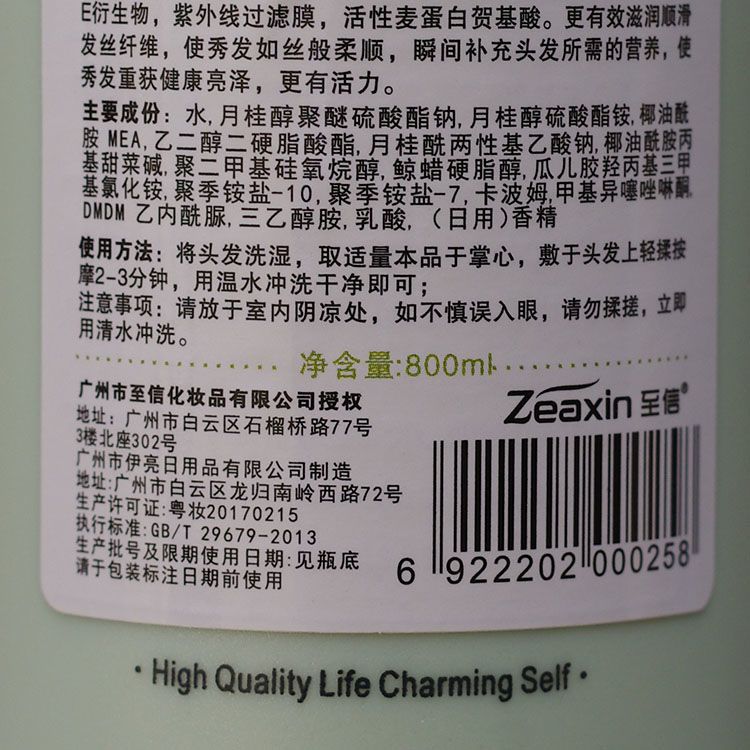 E衍生物，紫外线过滤膜，活性麦蛋白贺基酸。更有效滋润顺滑
发丝纤维，使秀发如丝般柔顺，瞬间补充头发所需的营养，使
秀发重获健康亮泽，更有活力。
主要成份：水,月桂醇聚醚硫酸酯钠,月桂醇硫酸酯铵,椰油酰
胺 MEA,乙二醇二硬脂酸酯,月桂酰两性基乙酸钠,椰油酰胺丙
基甜菜碱,聚二甲基硅氧烷醇,鲸蜡硬脂醇,瓜儿胶羟丙基三甲
基氯化铵,聚季铵盐-10,聚季铵盐-7,卡波姆,甲基异噻唑啉酮,
DMDM 乙内酰脲,三乙醇胺,乳酸,（日用）香精
使用方法：将头发洗湿，取适量本品于掌心，敷于头发上轻揉按
摩2-3分钟，用温水冲洗干净即可；
注意事项：请放于室内阴凉处，如不慎误入眼，请勿揉搓，立即
用清水冲洗。
净含量:800ml
广州市至信化妆品有限公司授权
地址：广州市白云区石榴桥路77号
3楼北座302号
广州市伊亮日用品有限公司制造
地址:广州市白云区龙归南岭西路72号
生产许可证:粤妆20170215
执行标准:GB/T 29679-2013
生产批号及限期使用日期:见瓶底
请于包装标注日期前使用
Zeaxin 至信®
6 922202 000258
·High Quality Life Charming Self·